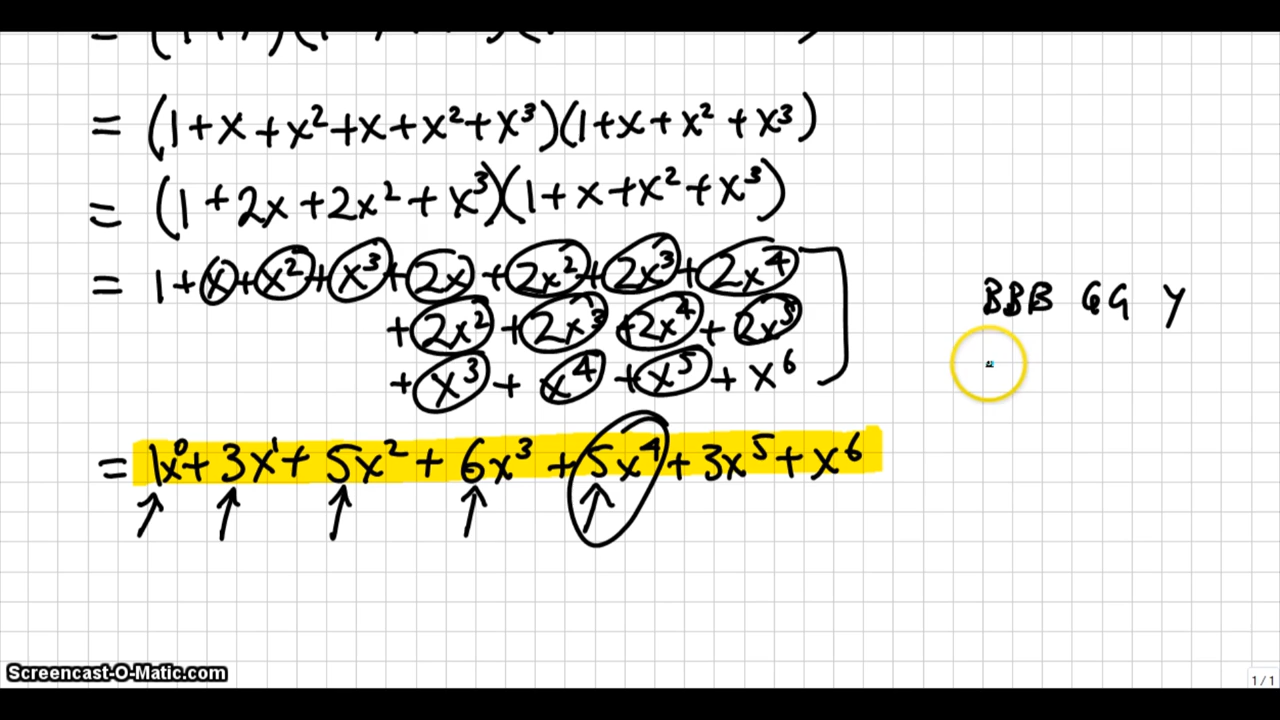 = (1+x+x²+x+x²+x³)(1+x+x²+x³)
= (1+2x+2x²+x³)(1+x+x²+x³)
= 1+x+x²+x³+2x+2x²+2x³+2x⁴
+2x²+2x³+2x⁴+2x⁵
+x³+x⁴+x⁵+x⁶
BBB GG Y
= 1x⁰+3x¹+5x²+6x³+5x⁴+3x⁵+x⁶
Screencast-O-Matic.com
1/1